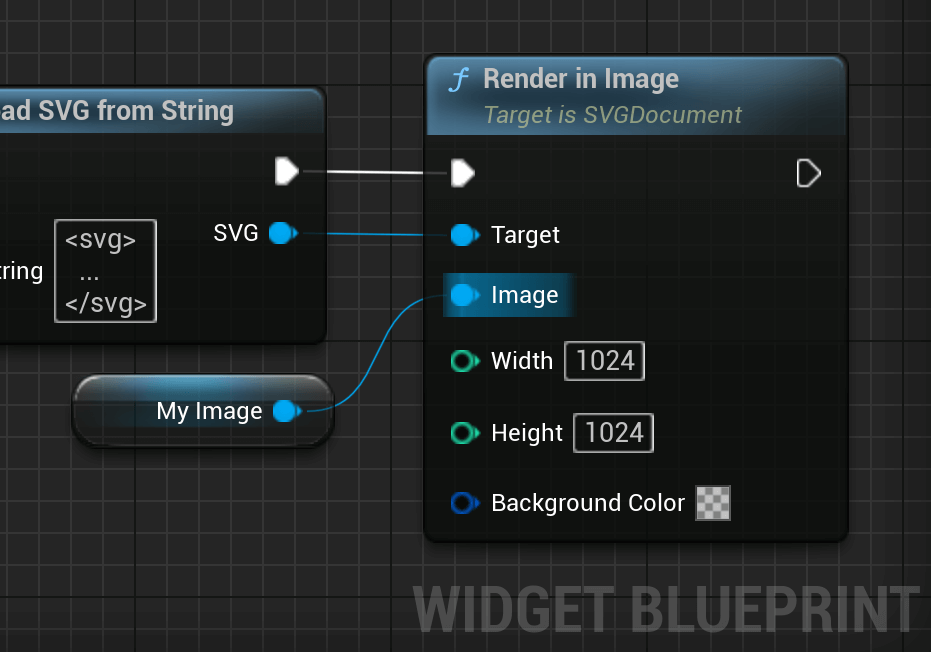 ad SVG from String
SVG
tring
<svg>
...
</svg>
My Image
f Render in Image
Target is SVGDocument
Target
Image
Width 1024
Height 1024
Background Color
WIDGET BLUEPRINT